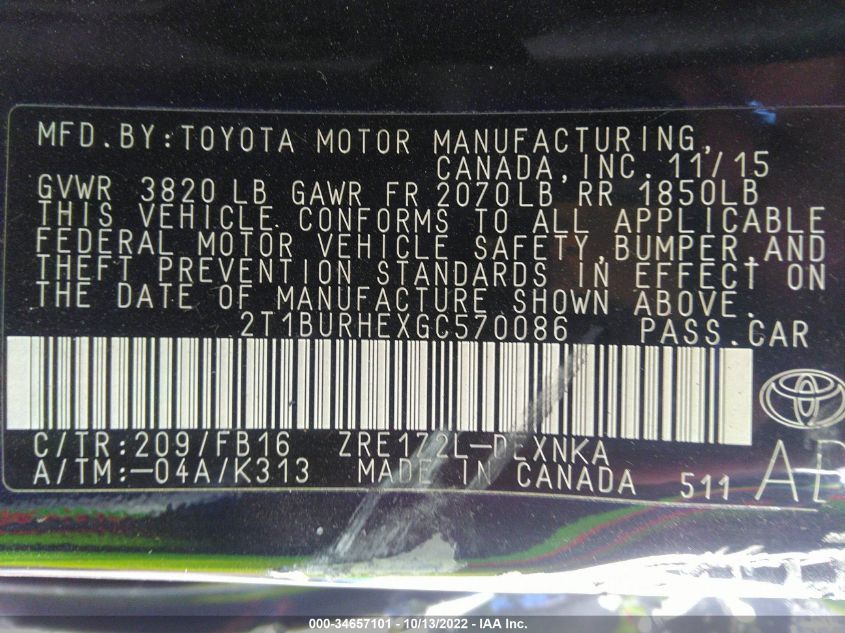 MFD.BY:TOYOTA MOTOR MANUFACTURING,
CANADA,INC. 11/15
GVWR 3820 LB GAWR FR 2070LB RR 1850LB
THIS VEHICLE CONFORMS TO ALL APPLICABLE
FEDERAL MOTOR VEHICLE SAFETY,BUMPER,AND
THEFT PREVENTION STANDARDS IN EFFECT ON
THE DATE OF MANUFACTURE SHOWN ABOVE.
2T1BURHEXGC570086 PASS.CAR
C/TR:209/FB16 ZRE172L-DEXNKA
A/TM:-04A/K313 MADE IN CANADA 511
000-34657101 - 10/13/2022 - IAA Inc.